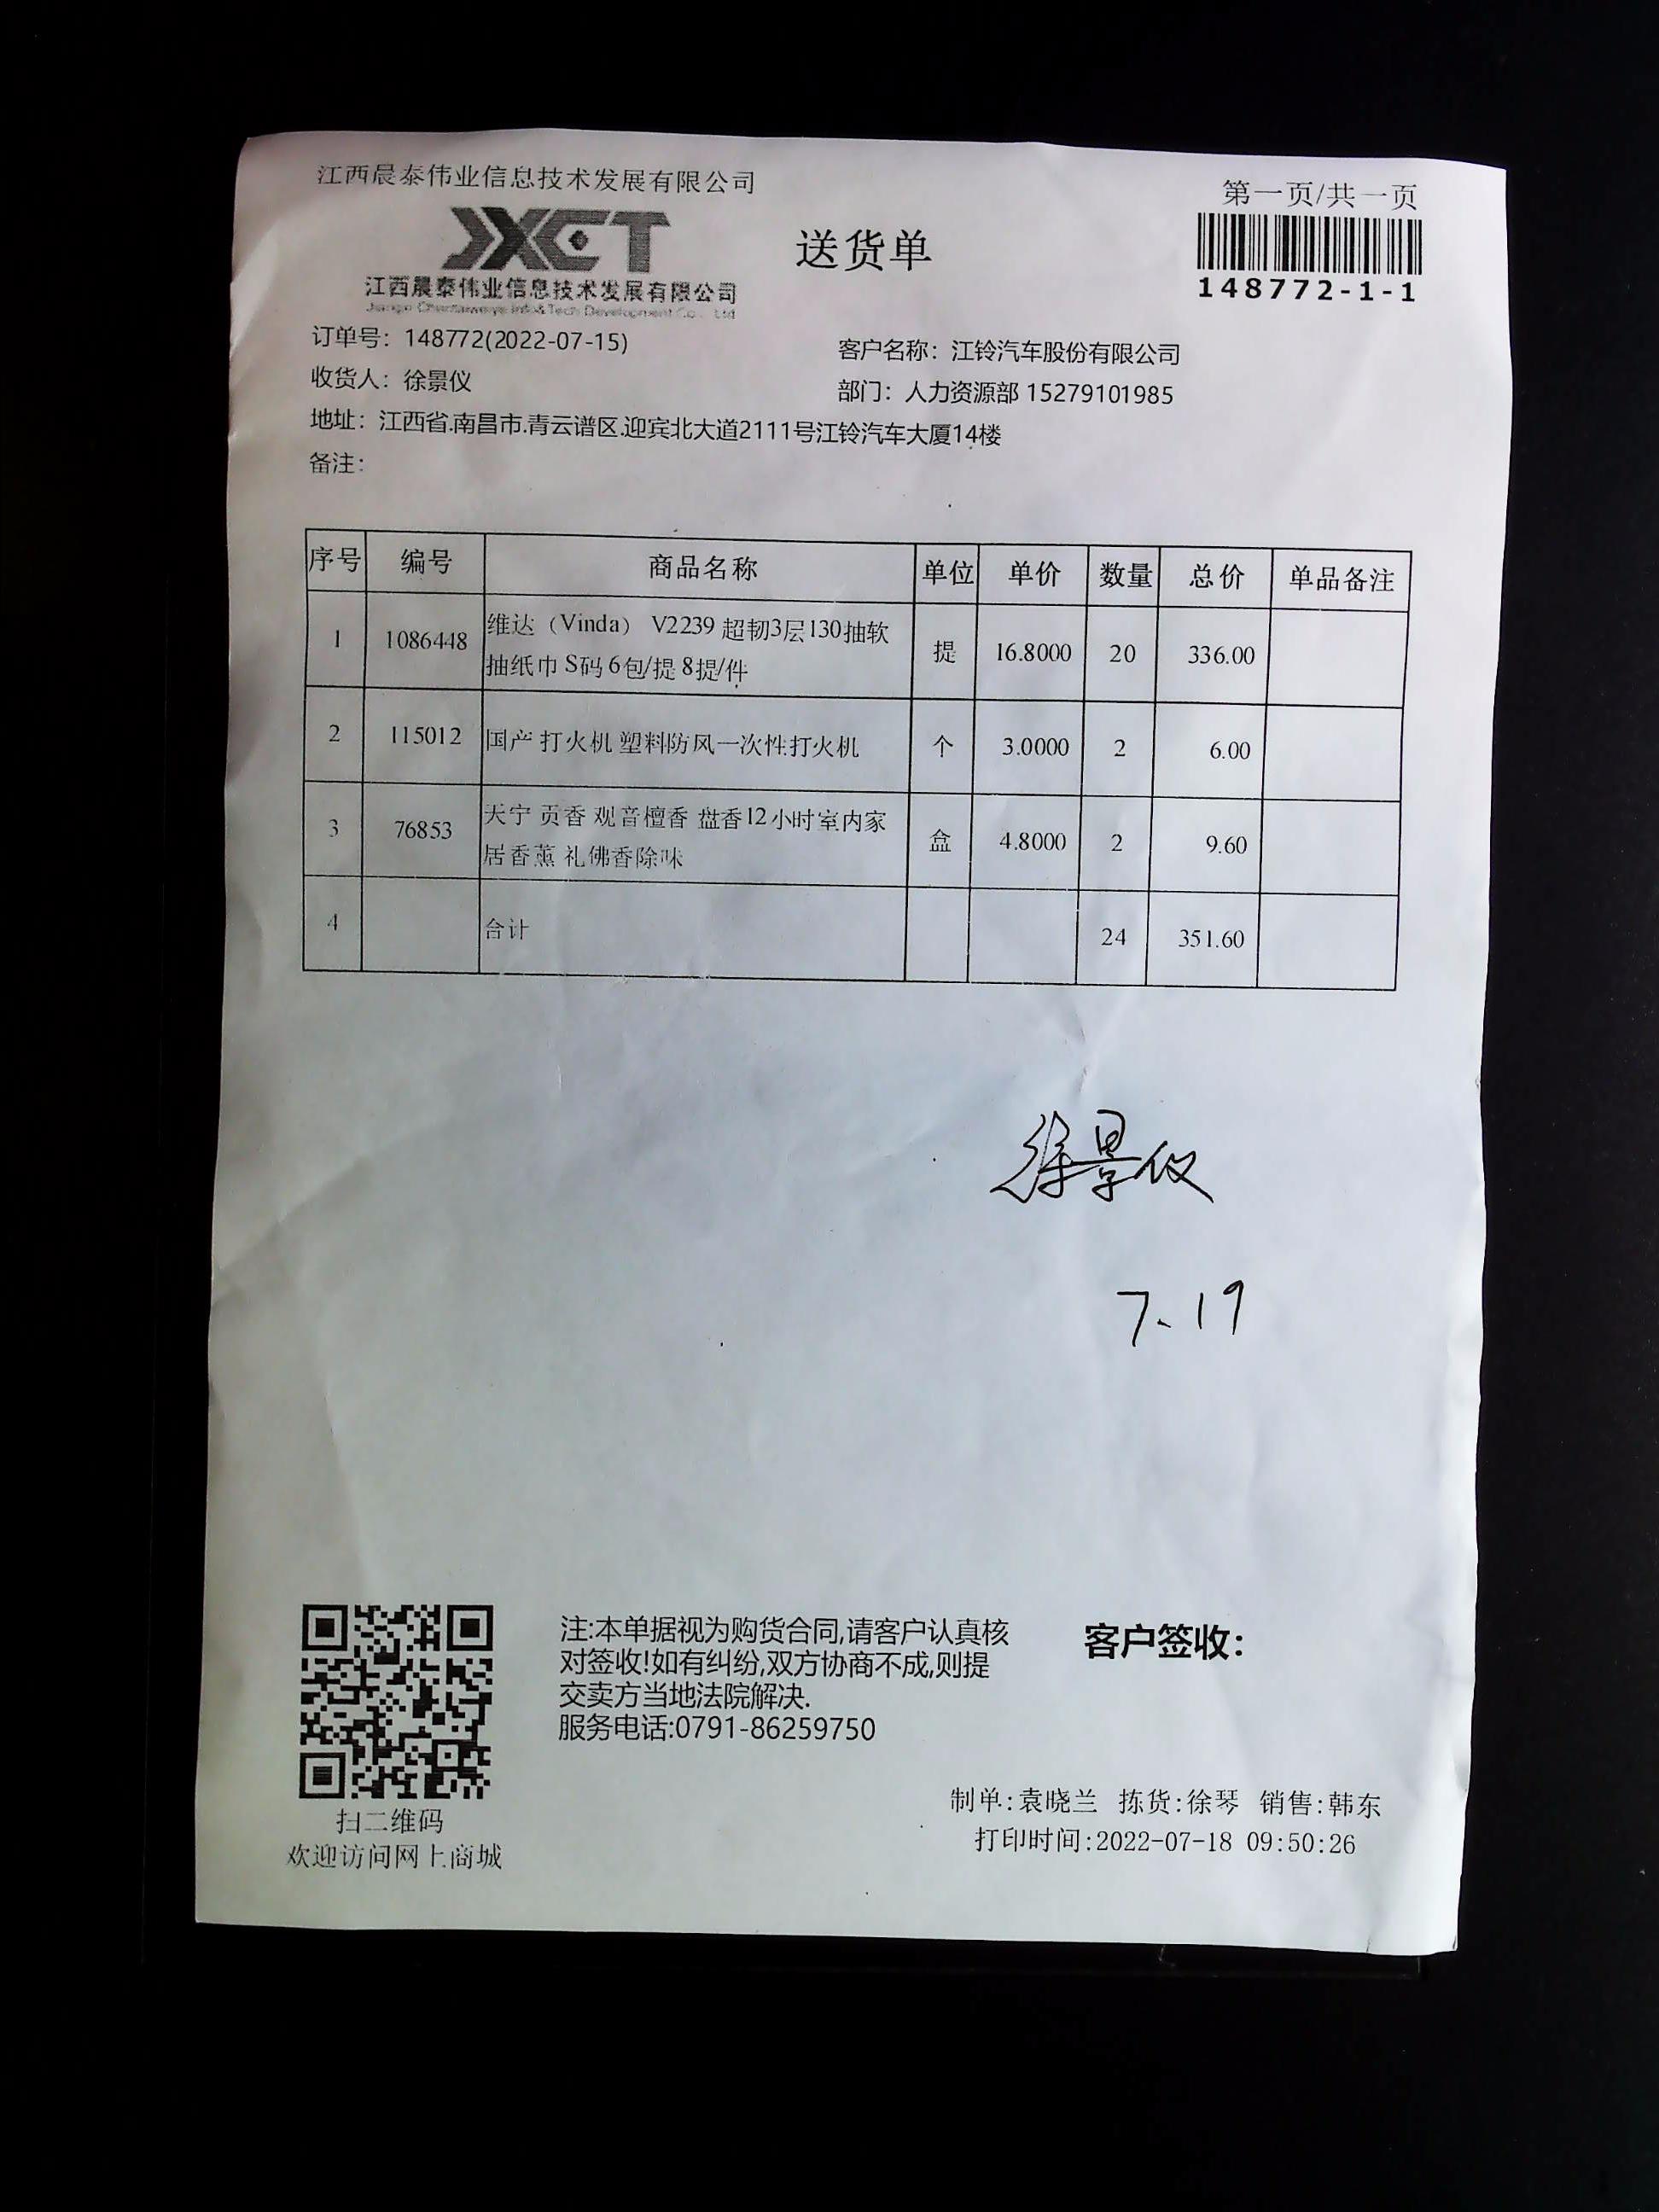 江西晨泰伟业信息技术发展有限公司
第一页/共一页
JXCT
送货单
江西晨泰伟业信息技术发展有限公司
148772-1-1
订单号：148772(2022-07-15)
客户名称：江铃汽车股份有限公司
收货人：徐景仪
部门：人力资源部 15279101985
地址：江西省.南昌市.青云谱区.迎宾北大道2111号江铃汽车大厦14楼
备注：
序号 编号 商品名称 单位 单价 数量 总价 单品备注
1 1086448 维达（Vinda） V2239 超韧3层130抽软
抽纸巾 S码 6包/提 8提/件 提 16.8000 20 336.00
2 115012 国产 打火机 塑料防风一次性打火机 个 3.0000 2 6.00
3 76853 天宁 贡香 观音檀香 盘香12小时室内家
居香薰 礼佛香除味 盒 4.8000 2 9.60
4 合计 24 351.60
徐景仪
7.19
注:本单据视为购货合同,请客户认真核
对签收!如有纠纷,双方协商不成,则提
交卖方当地法院解决.
服务电话:0791-86259750
客户签收：
扫二维码
欢迎访问网上商城
制单:袁晓兰 拣货:徐琴 销售:韩东
打印时间:2022-07-18 09:50:26